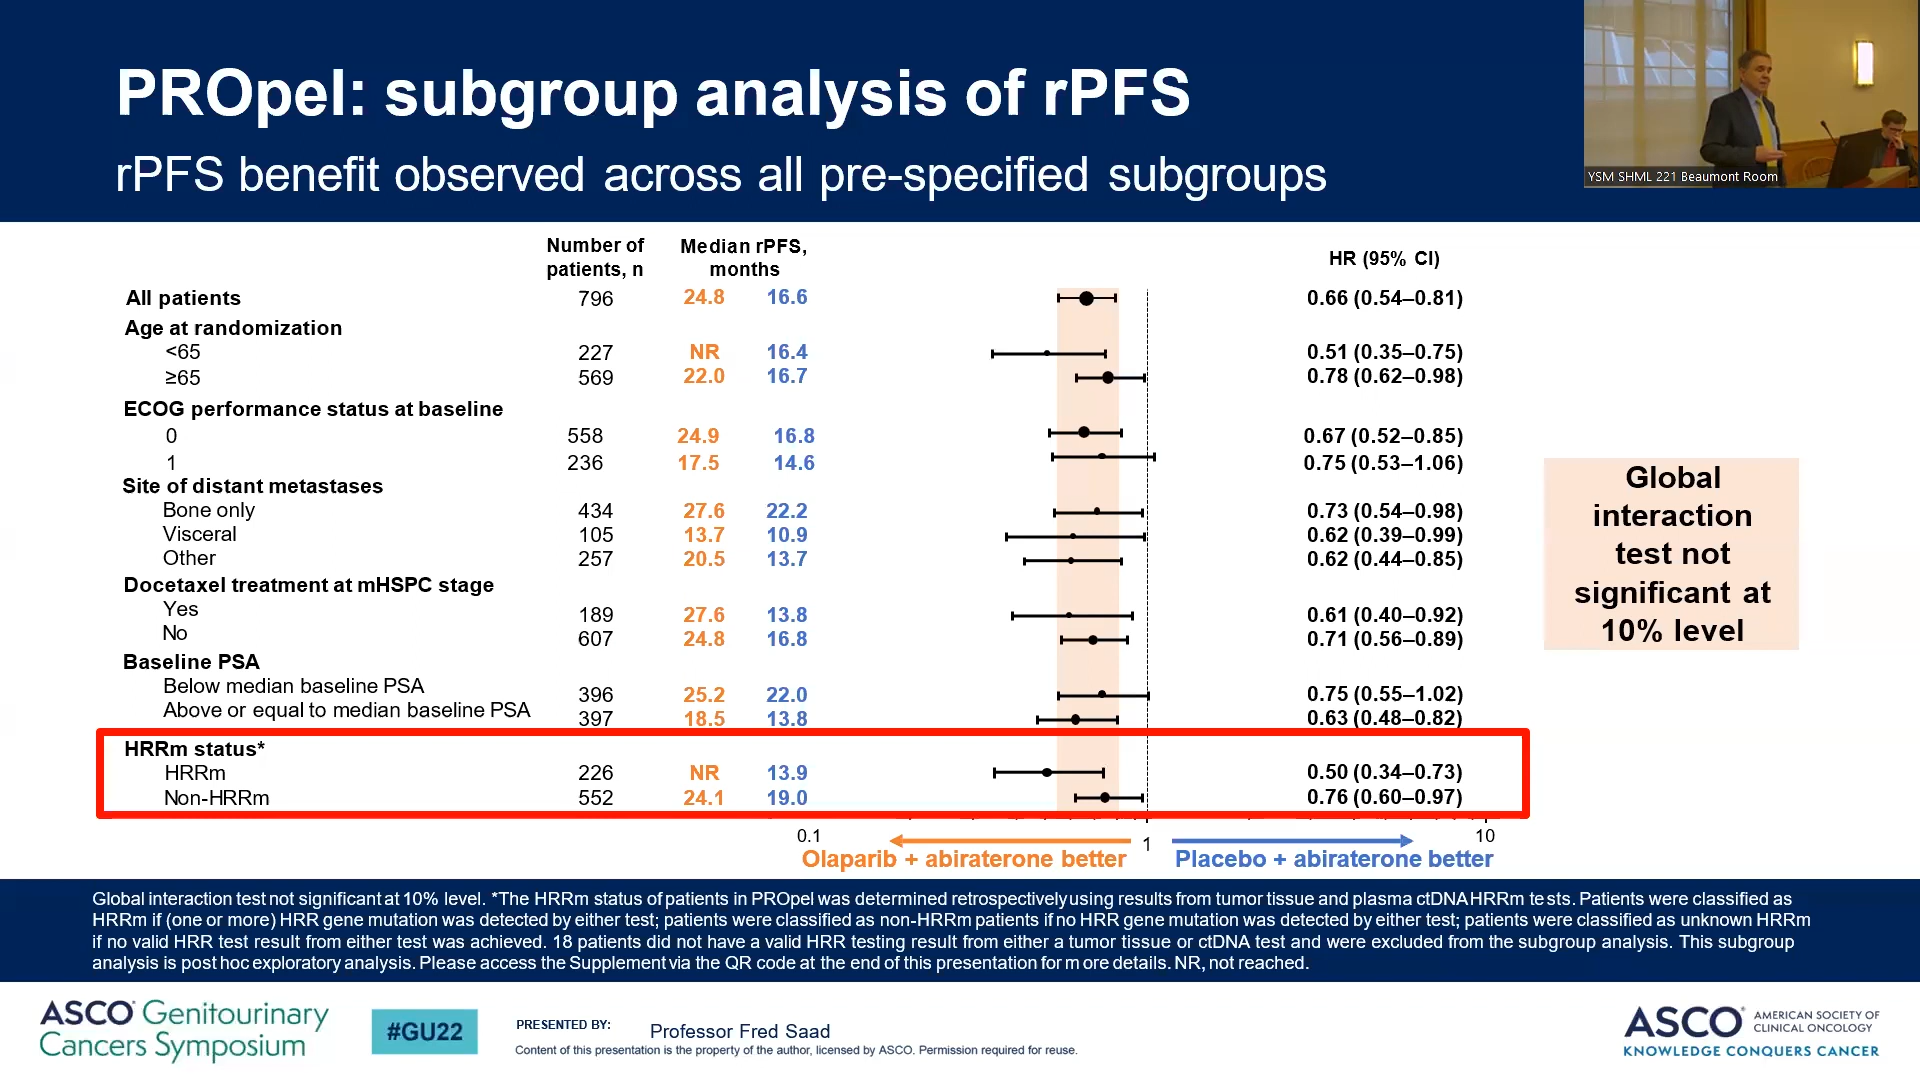 PROpel: subgroup analysis of rPFS
rPFS benefit observed across all pre-specified subgroups
YSM SHML 221 Beaumont Room
Number of patients, n
Median rPFS, months
HR (95% CI)
All patients 796 24.8 16.6 0.66 (0.54–0.81)
Age at randomization
<65 227 NR 16.4 0.51 (0.35–0.75)
≥65 569 22.0 16.7 0.78 (0.62–0.98)
ECOG performance status at baseline
0 558 24.9 16.8 0.67 (0.52–0.85)
1 236 17.5 14.6 0.75 (0.53–1.06)
Site of distant metastases
Bone only 434 27.6 22.2 0.73 (0.54–0.98)
Visceral 105 13.7 10.9 0.62 (0.39–0.99)
Other 257 20.5 13.7 0.62 (0.44–0.85)
Docetaxel treatment at mHSPC stage
Yes 189 27.6 13.8 0.61 (0.40–0.92)
No 607 24.8 16.8 0.71 (0.56–0.89)
Baseline PSA
Below median baseline PSA 396 25.2 22.0 0.75 (0.55–1.02)
Above or equal to median baseline PSA 397 18.5 13.8 0.63 (0.48–0.82)
HRRm status*
HRRm 226 NR 13.9 0.50 (0.34–0.73)
Non-HRRm 552 24.1 19.0 0.76 (0.60–0.97)
0.1 1 10
Olaparib + abiraterone better
Placebo + abiraterone better
Global
interaction
test not
significant at
10% level
Global interaction test not significant at 10% level. *The HRRm status of patients in PROpel was determined retrospectively using results from tumor tissue and plasma ctDNA HRRm tests. Patients were classified as
HRRm if (one or more) HRR gene mutation was detected by either test; patients were classified as non-HRRm patients if no HRR gene mutation was detected by either test; patients were classified as unknown HRRm
if no valid HRR test result from either test was achieved. 18 patients did not have a valid HRR testing result from either a tumor tissue or ctDNA test and were excluded from the subgroup analysis. This subgroup
analysis is post hoc exploratory analysis. Please access the Supplement via the QR code at the end of this presentation for more details. NR, not reached.
ASCO Genitourinary
Cancers Symposium
#GU22
PRESENTED BY: Professor Fred Saad
Content of this presentation is the property of the author, licensed by ASCO. Permission required for reuse.
ASCO AMERICAN SOCIETY OF
CLINICAL ONCOLOGY
KNOWLEDGE CONQUERS CANCER